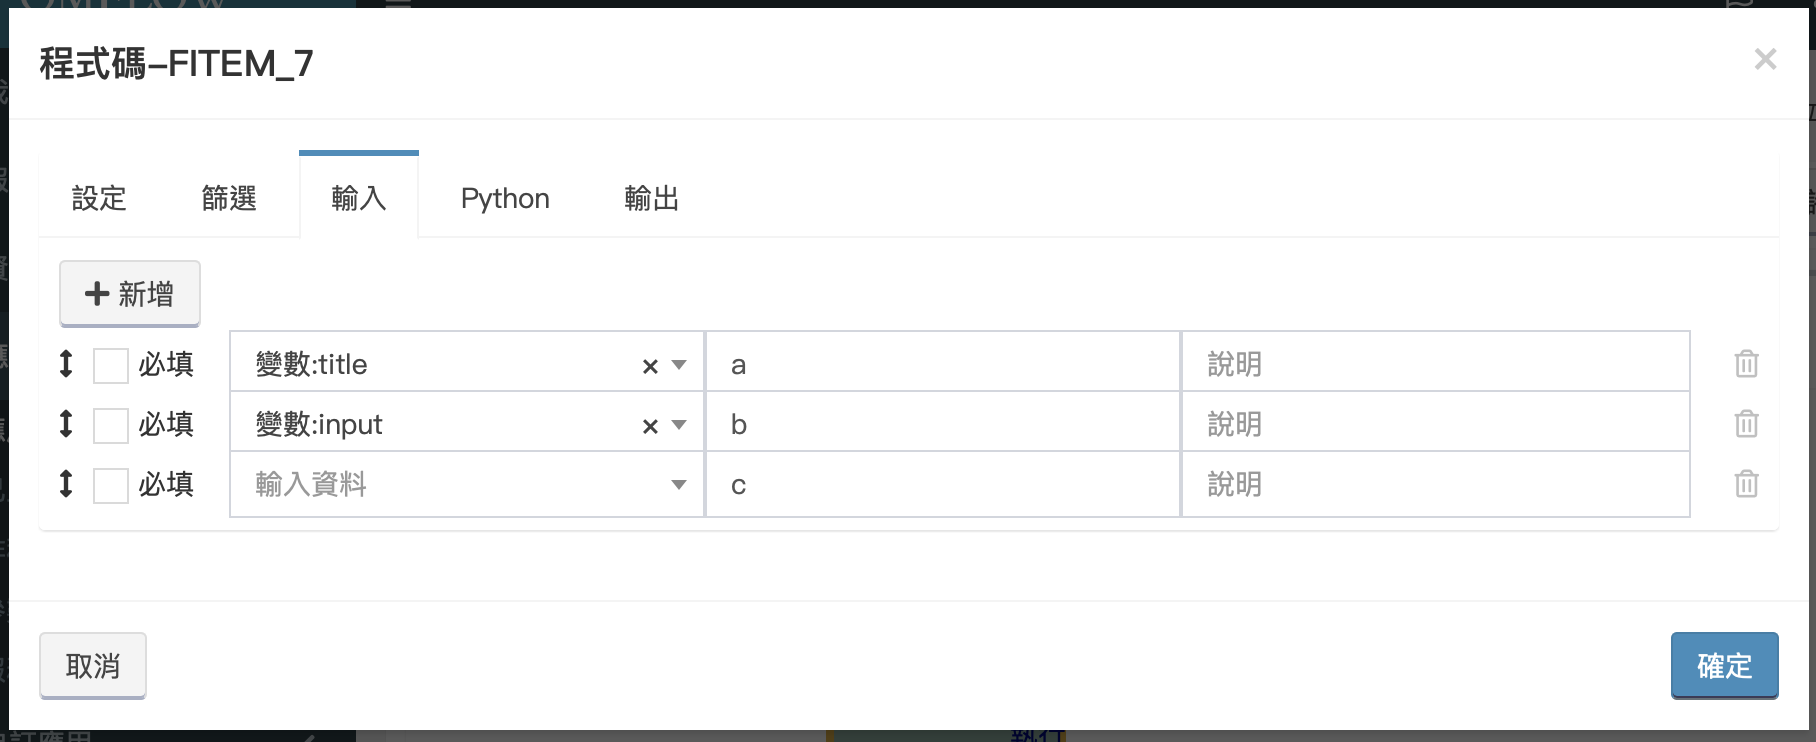 程式碼-FITEM_7
×
設定 篩選 輸入 Python 輸出
+ 新增
必填 變數:title × a 說明
必填 變數:input × b 說明
必填 輸入資料 c 說明
取消 確定